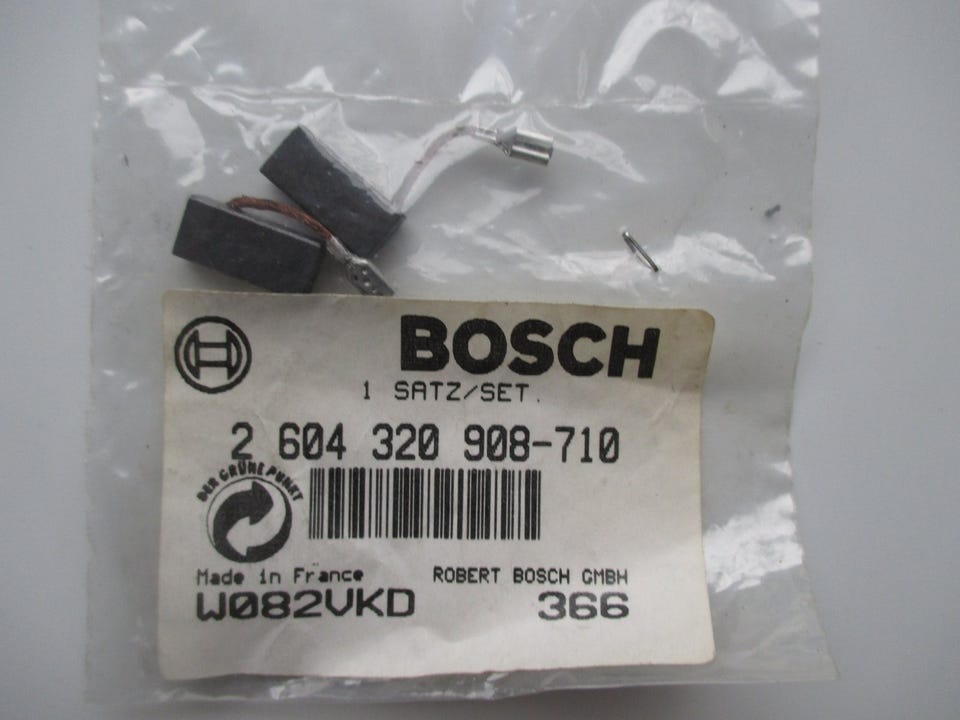 BOSCH
1 SATZ/SET.
2 604 320 908-710
DER GRÜNE PUNKT
Made in France ROBERT BOSCH GMBH
W082VKD 366